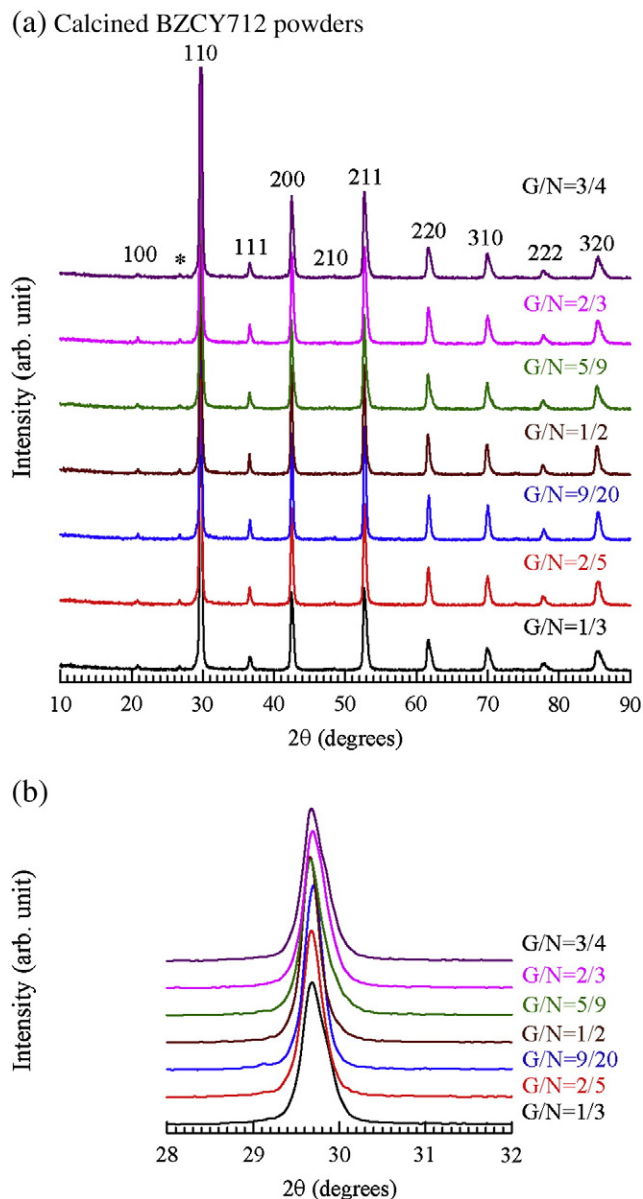 (a) Calcined BZCY712 powders
110
200
211
G/N=3/4
100
*
111
210
220
310
222
320
G/N=2/3
G/N=5/9
G/N=1/2
G/N=9/20
G/N=2/5
G/N=1/3
Intensity (arb. unit)
10 20 30 40 50 60 70 80 90
2θ (degrees)
(b)
Intensity (arb. unit)
G/N=3/4
G/N=2/3
G/N=5/9
G/N=1/2
G/N=9/20
G/N=2/5
G/N=1/3
28 29 30 31 32
2θ (degrees)